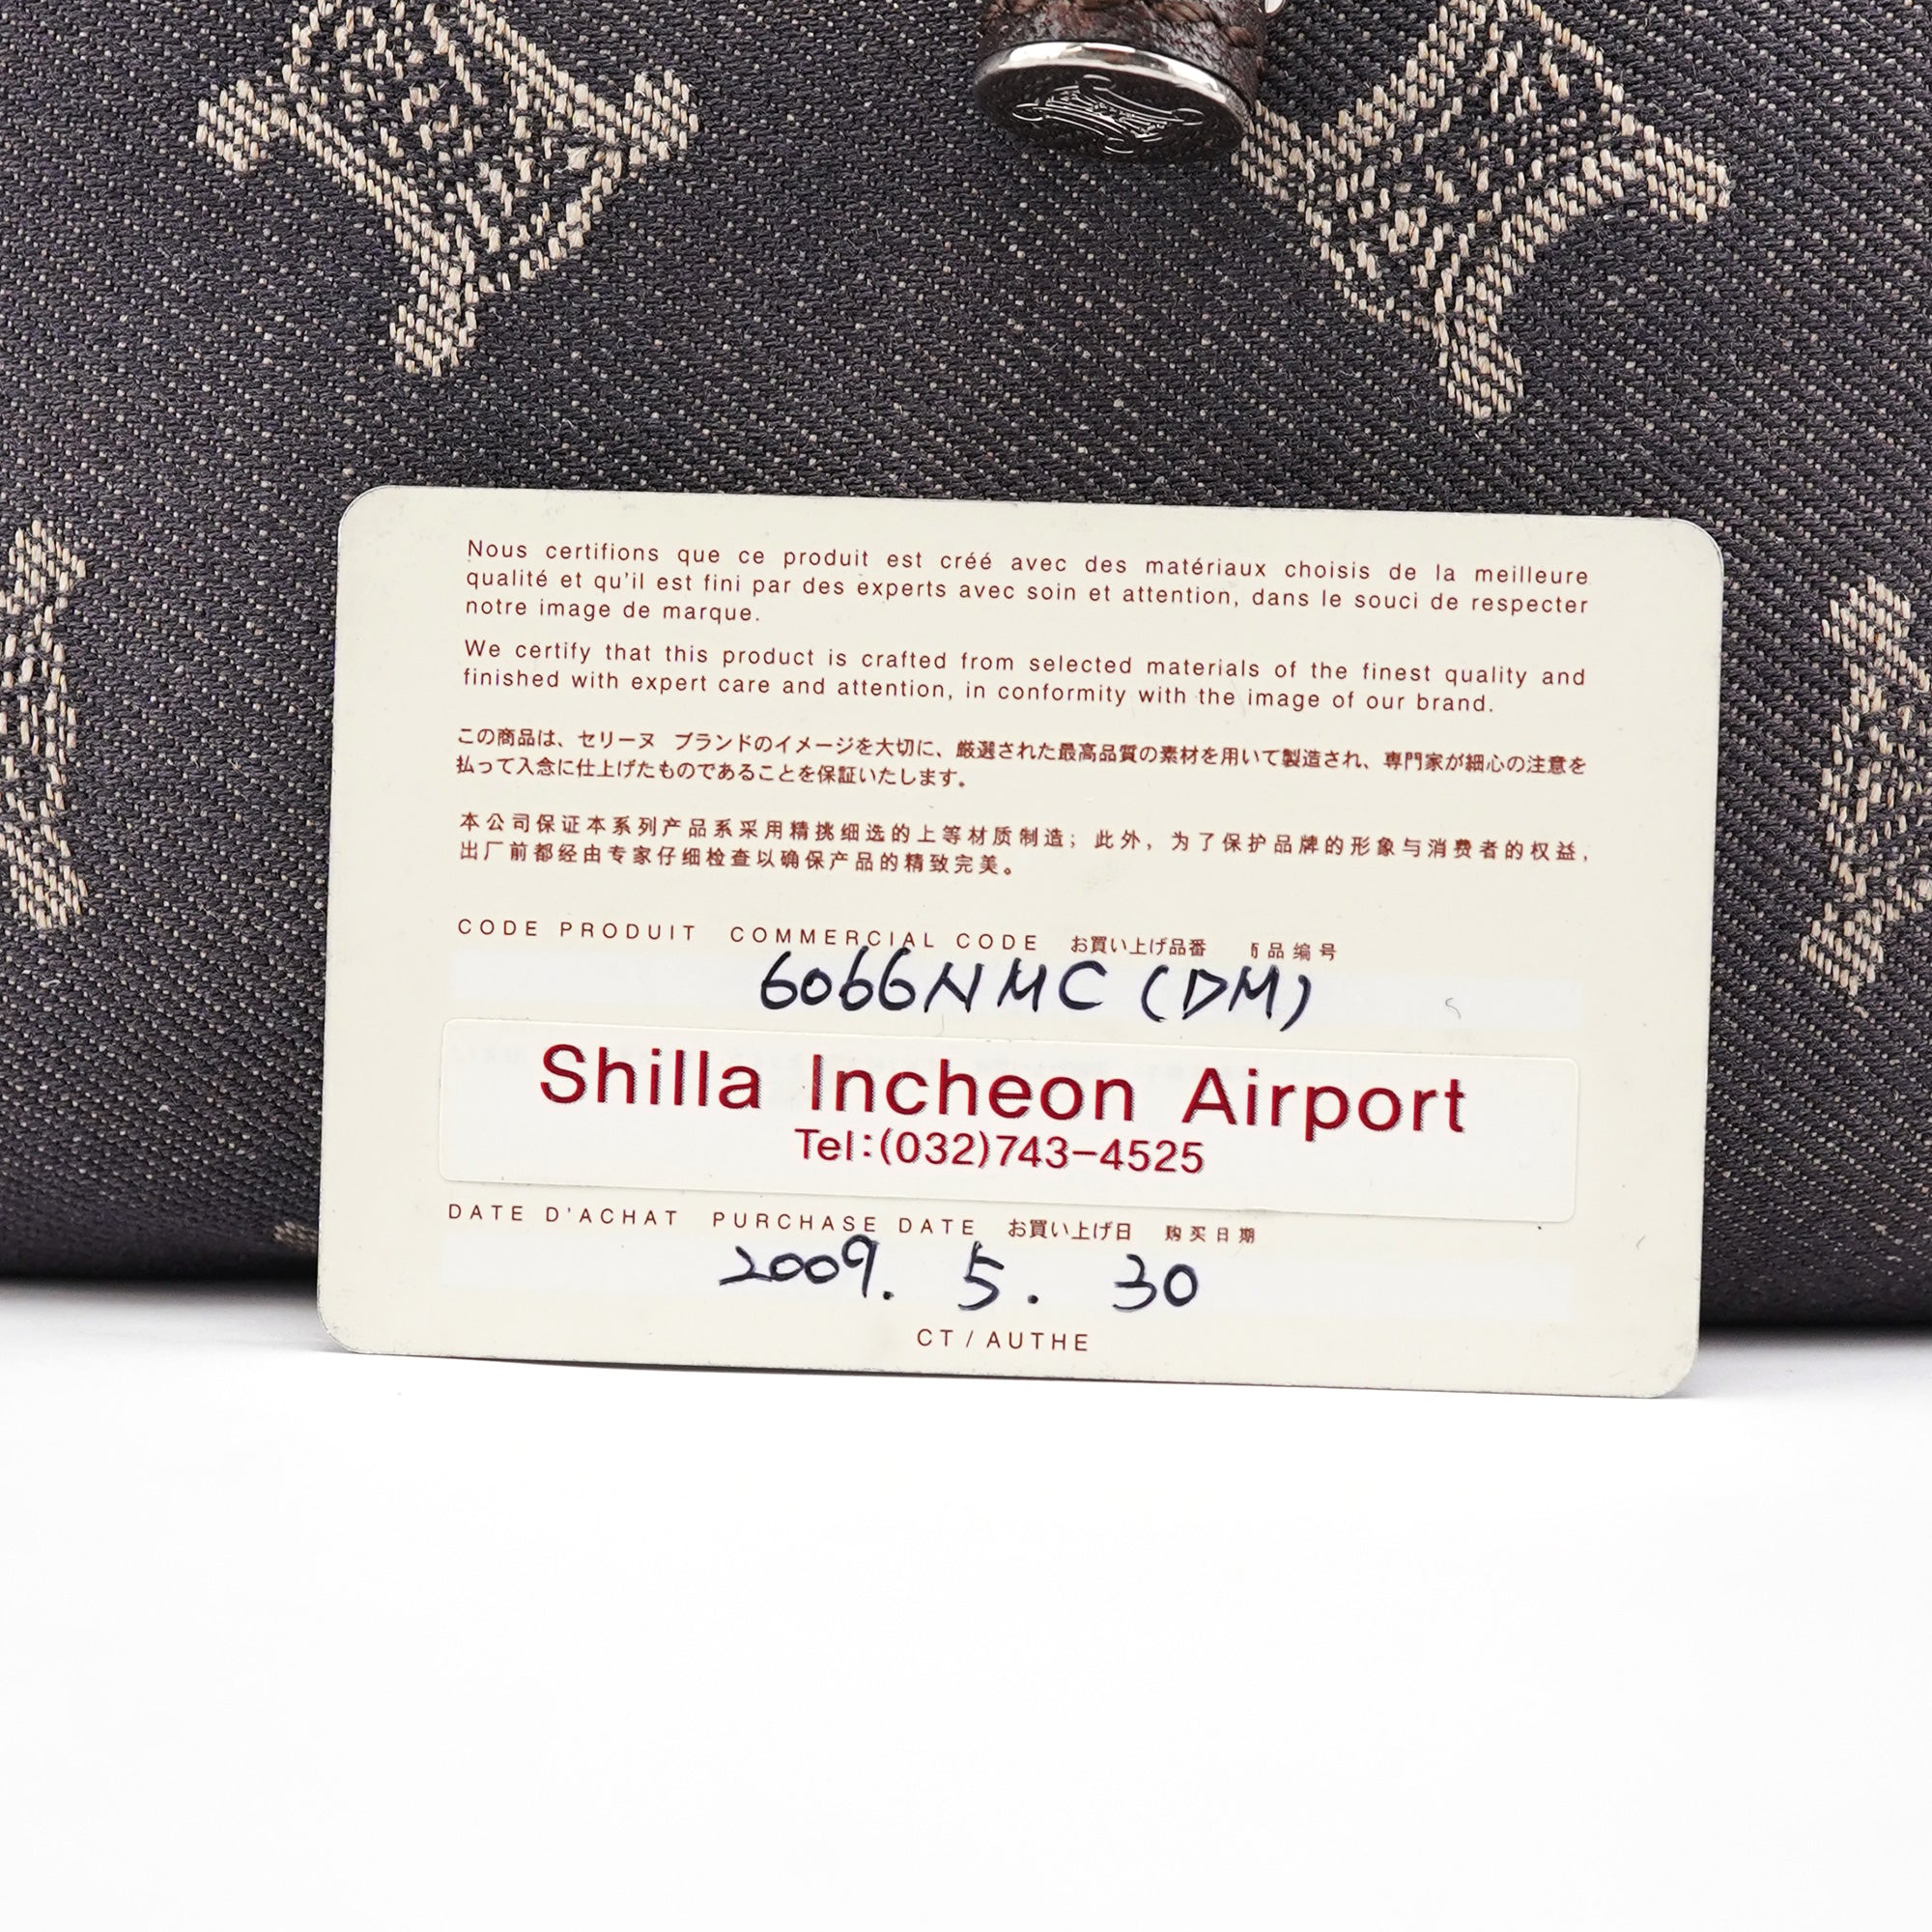 Nous certifions que ce produit est créé avec des matériaux choisis de la meilleure
qualité et qu'il est fini par des experts avec soin et attention, dans le souci de respecter
notre image de marque.
We certify that this product is crafted from selected materials of the finest quality and
finished with expert care and attention, in conformity with the image of our brand.
この商品は、セリーヌ ブランドのイメージを大切に、厳選された最高品質の素材を用いて製造され、専門家が細心の注意を
払って入念に仕上げたものであることを保証いたします。
本公司保证本系列产品系采用精挑细选的上等材质制造；此外，为了保护品牌的形象与消费者的权益，
出厂前都经由专家仔细检查以确保产品的精致完美。
CODE PRODUIT COMMERCIAL CODE お買い上げ品番 商品编号
6066NMC (DM)
Shilla Incheon Airport
Tel:(032)743-4525
DATE D'ACHAT PURCHASE DATE お買い上げ日 购买日期
2009. 5. 30
CT/AUTHE